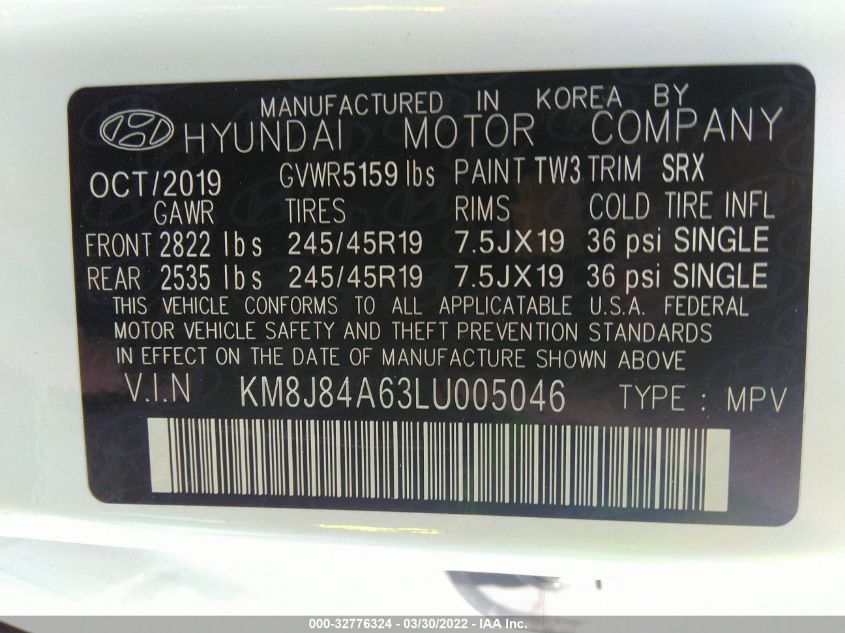 MANUFACTURED IN KOREA BY
HYUNDAI MOTOR COMPANY
OCT/2019 GVWR5159 lbs PAINT TW3 TRIM SRX
GAWR TIRES RIMS COLD TIRE INFL
FRONT 2822 lbs 245/45R19 7.5JX19 36 psi SINGLE
REAR 2535 lbs 245/45R19 7.5JX19 36 psi SINGLE
THIS VEHICLE CONFORMS TO ALL APPLICATABLE U.S.A. FEDERAL
MOTOR VEHICLE SAFETY AND THEFT PREVENTION STANDARDS
IN EFFECT ON THE DATE OF MANUFACTURE SHOWN ABOVE
V.I.N KM8J84A63LU005046 TYPE : MPV
000-32776324 - 03/30/2022 - IAA Inc.